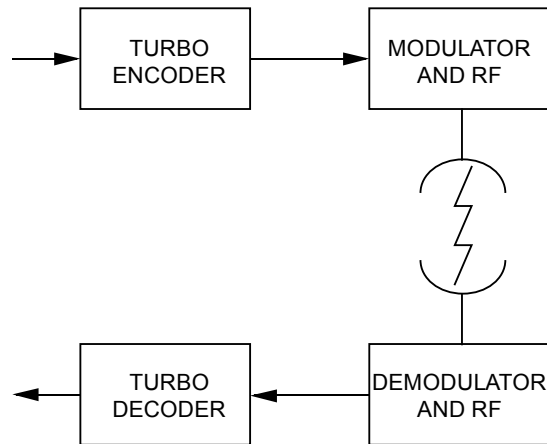 TURBO
ENCODER
MODULATOR
AND RF
TURBO
DECODER
DEMODULATOR
AND RF